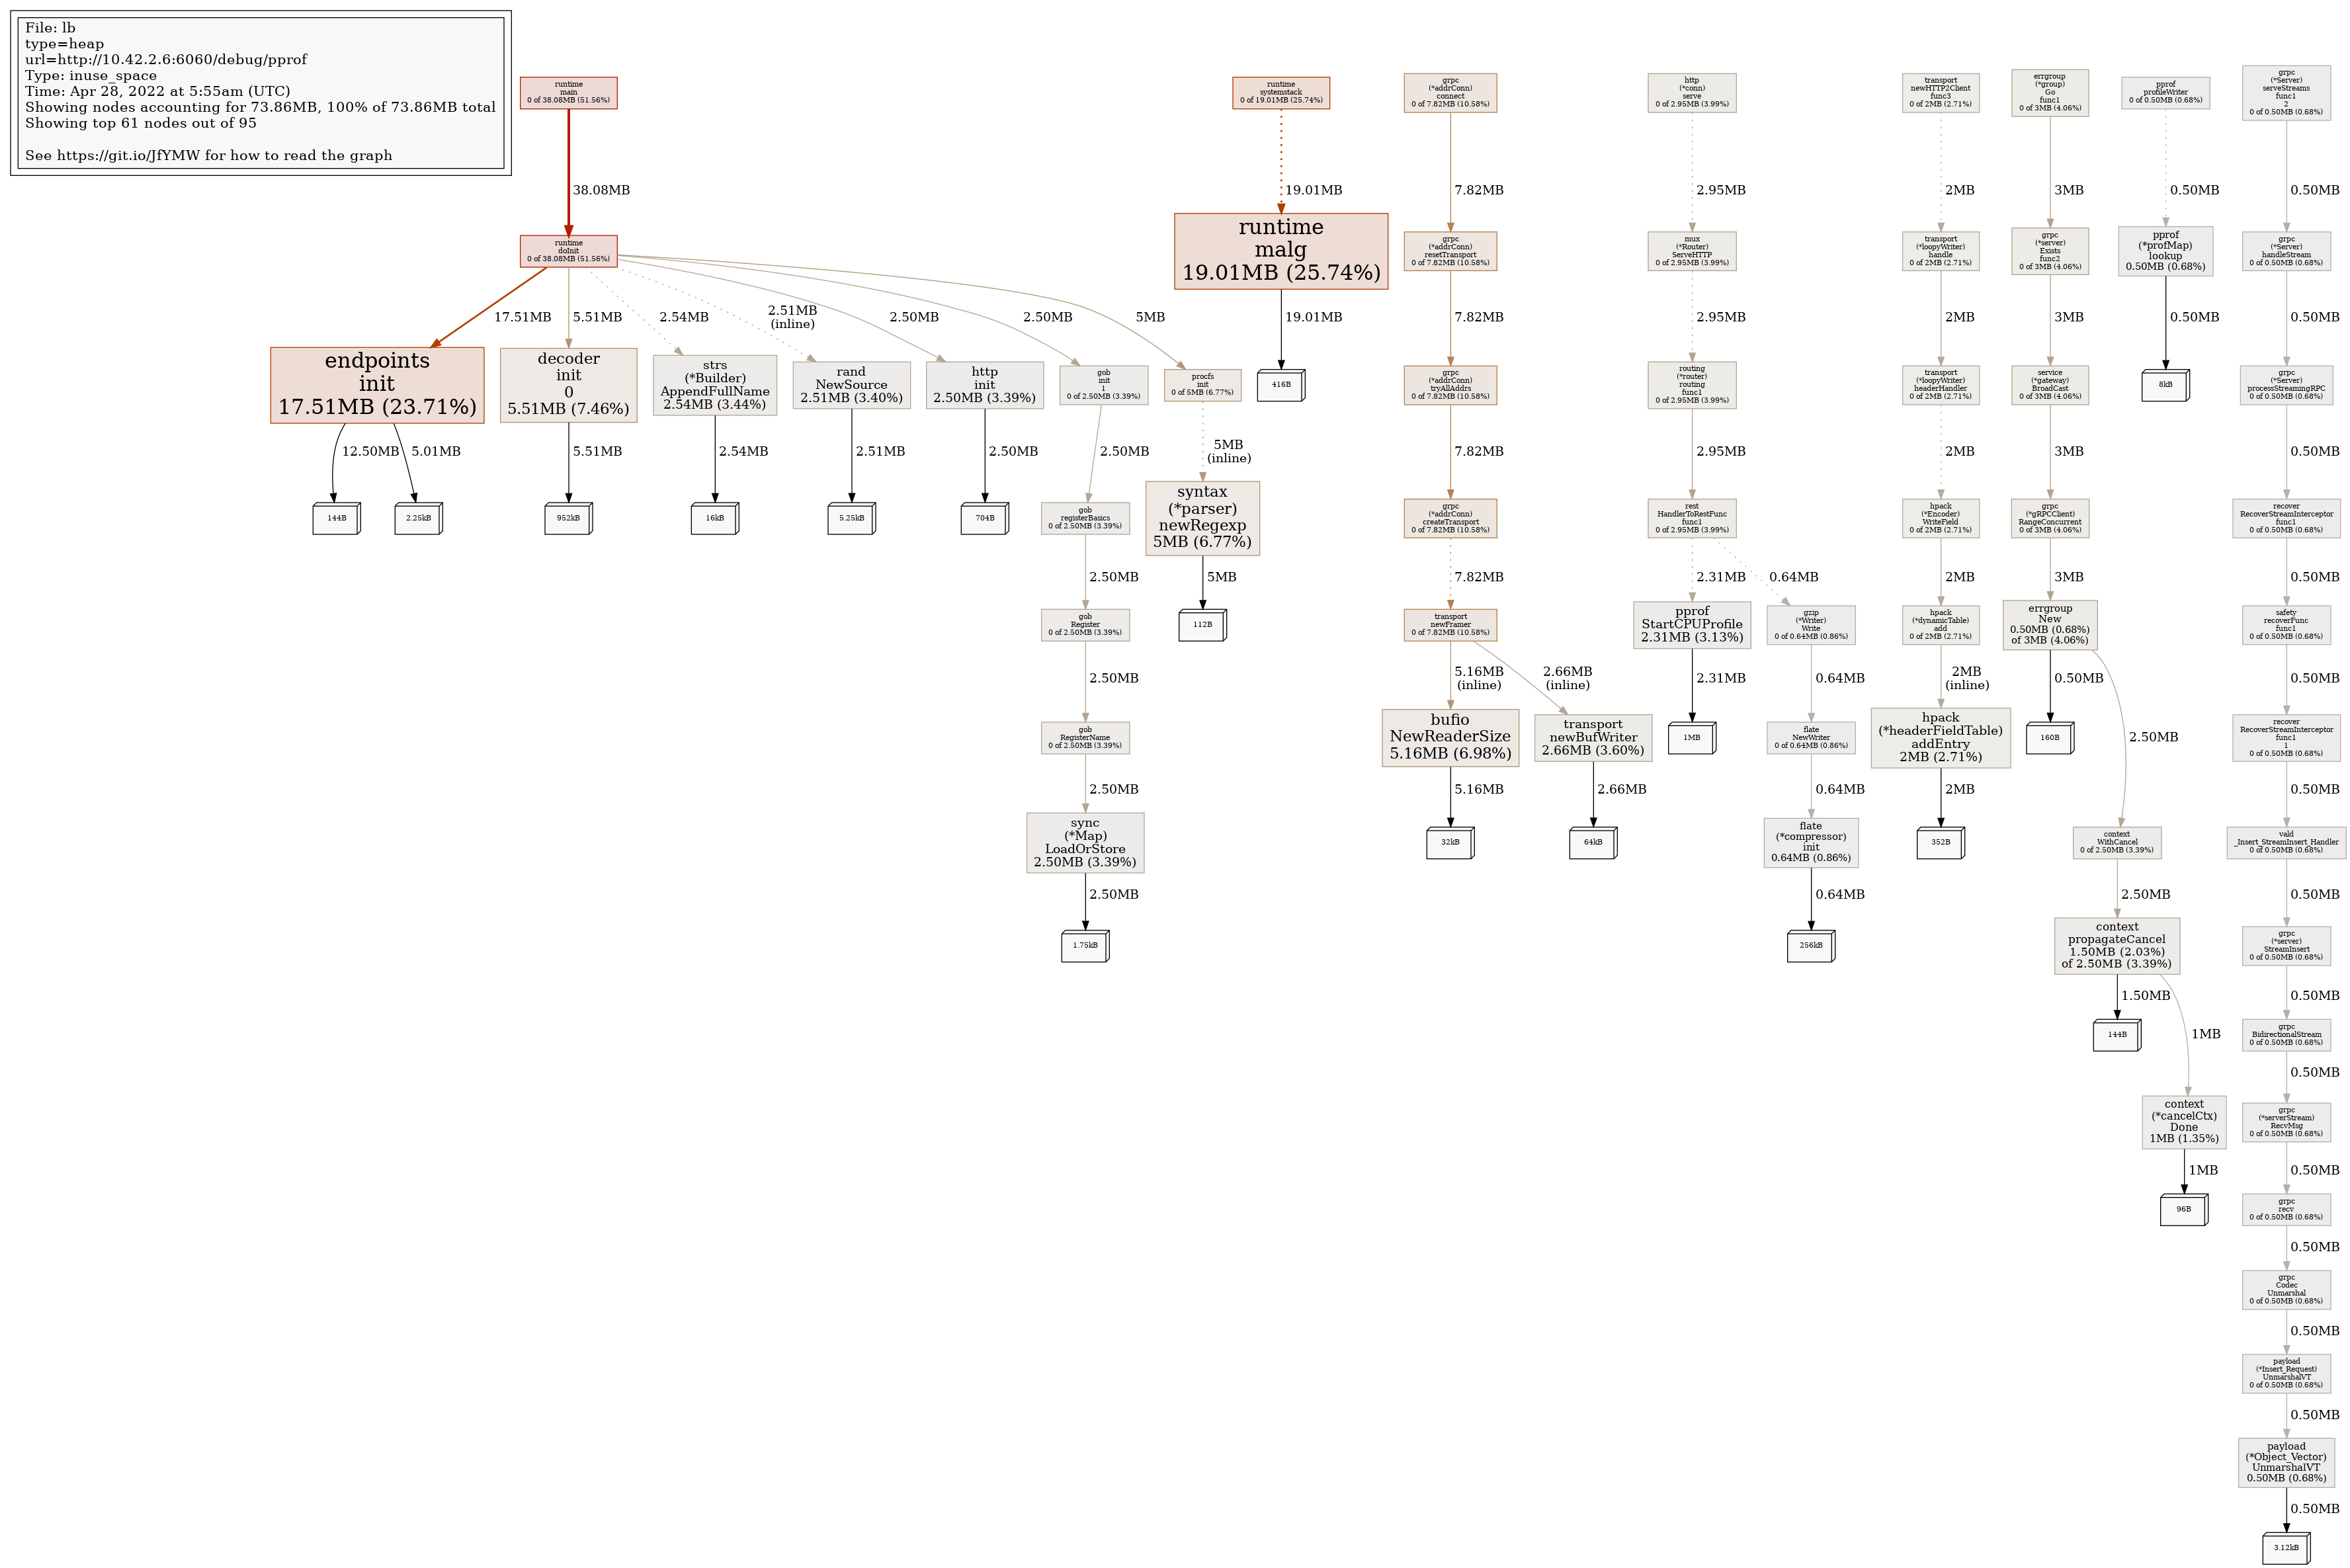 File: lb
type=heap
url=http://10.42.2.6:6060/debug/pprof
Type: inuse_space
Time: Apr 28, 2022 at 5:55am (UTC)
Showing nodes accounting for 73.86MB, 100% of 73.86MB total
Showing top 61 nodes out of 95
See https://git.io/JfYMW for how to read the graph
runtime
main
0 of 38.08MB (51.56%)
38.08MB
runtime
doInit
0 of 38.08MB (51.56%)
17.51MB
5.51MB
2.54MB
2.51MB
(inline)
2.50MB
2.50MB
5MB
endpoints
init
17.51MB (23.71%)
12.50MB
5.01MB
144B
2.25kB
decoder
init
0
5.51MB (7.46%)
5.51MB
952kB
strs
(*Builder)
AppendFullName
2.54MB (3.44%)
2.54MB
16kB
rand
NewSource
2.51MB (3.40%)
2.51MB
5.25kB
http
init
2.50MB (3.39%)
2.50MB
704B
gob
init
1
0 of 2.50MB (3.39%)
2.50MB
gob
registerBasics
0 of 2.50MB (3.39%)
2.50MB
gob
Register
0 of 2.50MB (3.39%)
2.50MB
gob
RegisterName
0 of 2.50MB (3.39%)
2.50MB
sync
(*Map)
LoadOrStore
2.50MB (3.39%)
2.50MB
1.75kB
procfs
init
0 of 5MB (6.77%)
5MB
(inline)
syntax
(*parser)
newRegexp
5MB (6.77%)
5MB
112B
runtime
systemstack
0 of 19.01MB (25.74%)
19.01MB
runtime
malg
19.01MB (25.74%)
19.01MB
416B
grpc
(*addrConn)
connect
0 of 7.82MB (10.58%)
7.82MB
grpc
(*addrConn)
resetTransport
0 of 7.82MB (10.58%)
7.82MB
grpc
(*addrConn)
tryAllAddrs
0 of 7.82MB (10.58%)
7.82MB
grpc
(*addrConn)
createTransport
0 of 7.82MB (10.58%)
7.82MB
transport
newFramer
0 of 7.82MB (10.58%)
5.16MB
(inline)
2.66MB
(inline)
bufio
NewReaderSize
5.16MB (6.98%)
5.16MB
32kB
transport
newBufWriter
2.66MB (3.60%)
2.66MB
64kB
http
(*conn)
serve
0 of 2.95MB (3.99%)
2.95MB
mux
(*Router)
ServeHTTP
0 of 2.95MB (3.99%)
2.95MB
routing
(*router)
routing
func1
0 of 2.95MB (3.99%)
2.95MB
rest
HandlerToRestFunc
func1
0 of 2.95MB (3.99%)
2.31MB
0.64MB
pprof
StartCPUProfile
2.31MB (3.13%)
2.31MB
1MB
gzip
(*Writer)
Write
0 of 0.64MB (0.86%)
0.64MB
flate
NewWriter
0 of 0.64MB (0.86%)
0.64MB
flate
(*compressor)
init
0.64MB (0.86%)
0.64MB
256kB
transport
newHTTP2Client
func3
0 of 2MB (2.71%)
2MB
transport
(*loopyWriter)
handle
0 of 2MB (2.71%)
2MB
transport
(*loopyWriter)
headerHandler
0 of 2MB (2.71%)
2MB
hpack
(*Encoder)
WriteField
0 of 2MB (2.71%)
2MB
hpack
(*dynamicTable)
add
0 of 2MB (2.71%)
2MB
(inline)
hpack
(*headerFieldTable)
addEntry
2MB (2.71%)
2MB
352B
errgroup
(*group)
Go
func1
0 of 3MB (4.06%)
3MB
grpc
(*server)
Exists
func2
0 of 3MB (4.06%)
3MB
service
(*gateway)
BroadCast
0 of 3MB (4.06%)
3MB
grpc
(*gRPCClient)
RangeConcurrent
0 of 3MB (4.06%)
3MB
errgroup
New
0.50MB (0.68%)
of 3MB (4.06%)
0.50MB
2.50MB
160B
context
WithCancel
0 of 2.50MB (3.39%)
2.50MB
context
propagateCancel
1.50MB (2.03%)
of 2.50MB (3.39%)
1.50MB
1MB
144B
context
(*cancelCtx)
Done
1MB (1.35%)
1MB
96B
pprof
profileWriter
0 of 0.50MB (0.68%)
0.50MB
pprof
(*profMap)
lookup
0.50MB (0.68%)
0.50MB
8kB
grpc
(*Server)
serveStreams
func1
2
0 of 0.50MB (0.68%)
0.50MB
grpc
(*Server)
handleStream
0 of 0.50MB (0.68%)
0.50MB
grpc
(*Server)
processStreamingRPC
0 of 0.50MB (0.68%)
0.50MB
recover
RecoverStreamInterceptor
func1
0 of 0.50MB (0.68%)
0.50MB
safety
recoverFunc
func1
0 of 0.50MB (0.68%)
0.50MB
recover
RecoverStreamInterceptor
func1
1
0 of 0.50MB (0.68%)
0.50MB
vald
_Insert_StreamInsert_Handler
0 of 0.50MB (0.68%)
0.50MB
grpc
(*server)
StreamInsert
0 of 0.50MB (0.68%)
0.50MB
grpc
BidirectionalStream
0 of 0.50MB (0.68%)
0.50MB
grpc
(*serverStream)
RecvMsg
0 of 0.50MB (0.68%)
0.50MB
grpc
recv
0 of 0.50MB (0.68%)
0.50MB
grpc
Codec
Unmarshal
0 of 0.50MB (0.68%)
0.50MB
payload
(*Insert_Request)
UnmarshalVT
0 of 0.50MB (0.68%)
0.50MB
payload
(*Object_Vector)
UnmarshalVT
0.50MB (0.68%)
0.50MB
3.12kB